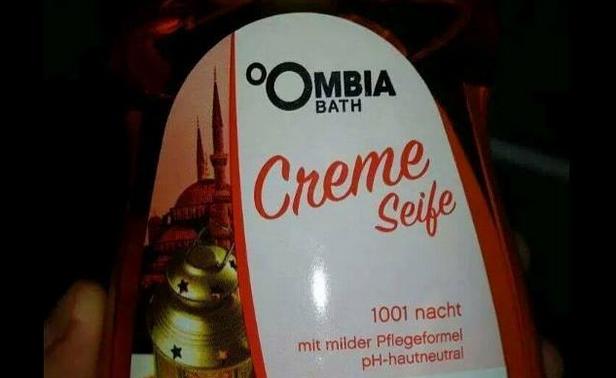 OMBIA
BATH
Creme
Seife
1001 nacht
mit milder Pflegeformel
pH-hautneutral